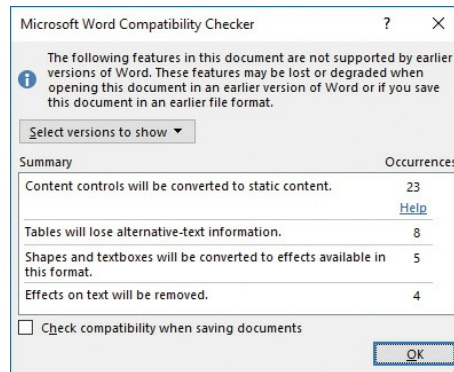 Microsoft Word Compatibility Checker ? ×
The following features in this document are not supported by earlier
versions of Word. These features may be lost or degraded when
opening this document in an earlier version of Word or if you save
this document in an earlier file format.
Select versions to show
Summary Occurrences
Content controls will be converted to static content. 23
Help
Tables will lose alternative-text information. 8
Shapes and textboxes will be converted to effects available in 5
this format.
Effects on text will be removed. 4
Check compatibility when saving documents
OK